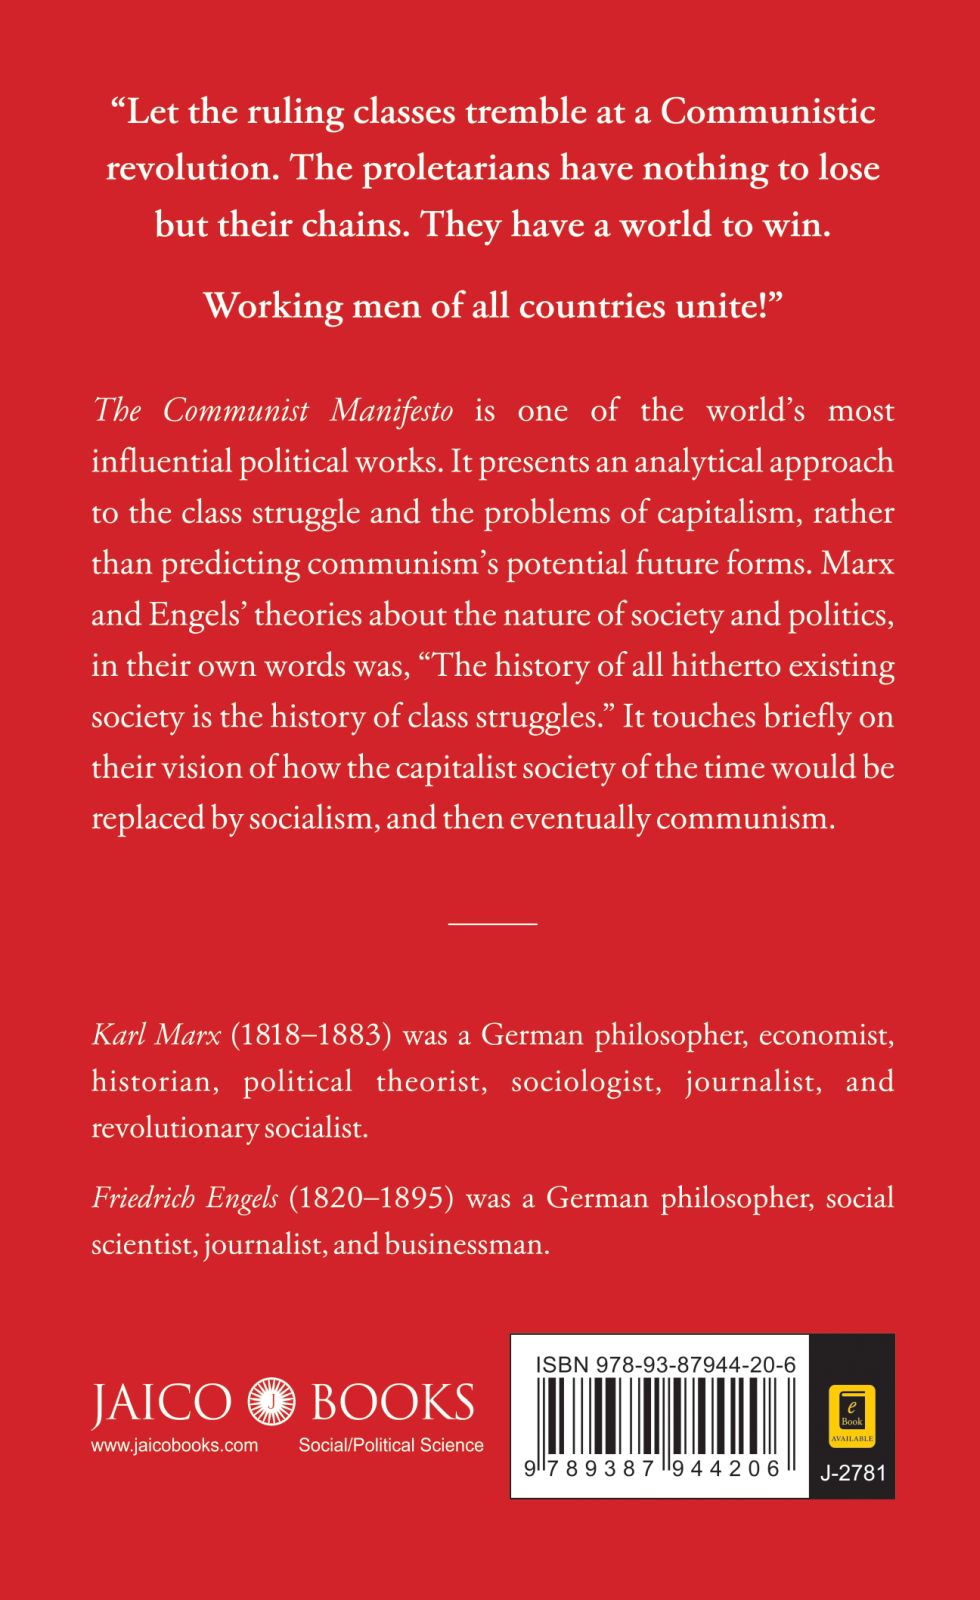 “Let the ruling classes tremble at a Communistic
revolution. The proletarians have nothing to lose
but their chains. They have a world to win.
Working men of all countries unite!”
The Communist Manifesto is one of the world’s most
influential political works. It presents an analytical approach
to the class struggle and the problems of capitalism, rather
than predicting communism’s potential future forms. Marx
and Engels’ theories about the nature of society and politics,
in their own words was, “The history of all hitherto existing
society is the history of class struggles.” It touches briefly on
their vision of how the capitalist society of the time would be
replaced by socialism, and then eventually communism.
Karl Marx (1818–1883) was a German philosopher, economist,
historian, political theorist, sociologist, journalist, and
revolutionary socialist.
Friedrich Engels (1820–1895) was a German philosopher, social
scientist, journalist, and businessman.
JAICO J BOOKS
www.jaicobooks.com Social/Political Science
ISBN 978-93-87944-20-6
9 789387 944206
e
Book
AVAILABLE
J-2781